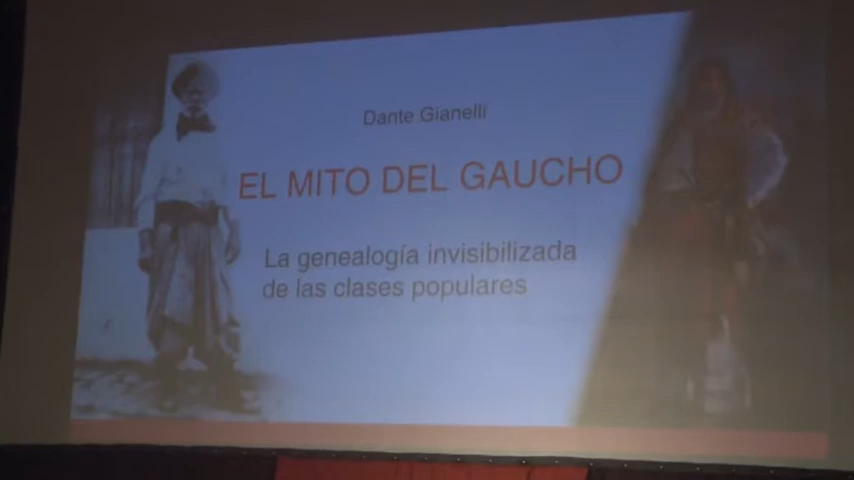 Dante Gianelli
EL MITO DEL GAUCHO
La genealogía invisibilizada
de las clases populares